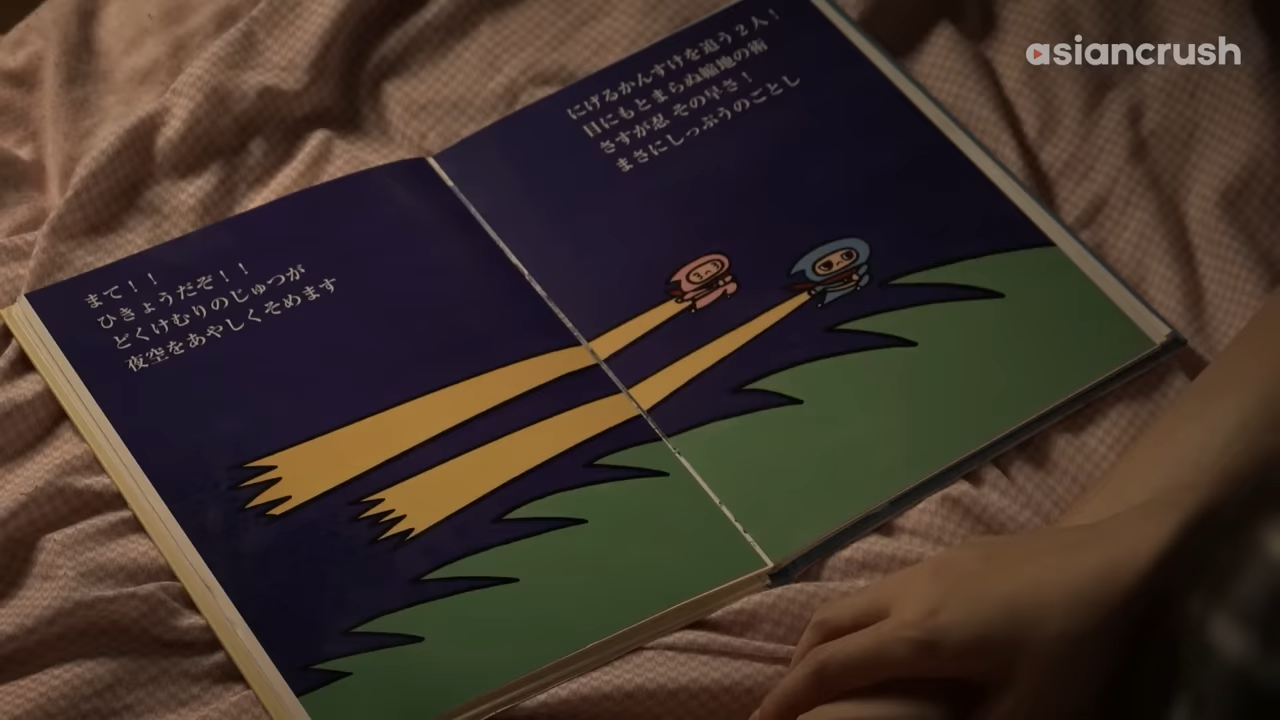 asiancrush
まて！！
ひきょうだぞ！！
どくけむりのじゅつが
夜空をあやしくそめます
にげるかんすけを追う２人！
目にもとまらぬ縮地の術
さすが忍 その早さ！
まさにしっぷうのごとし